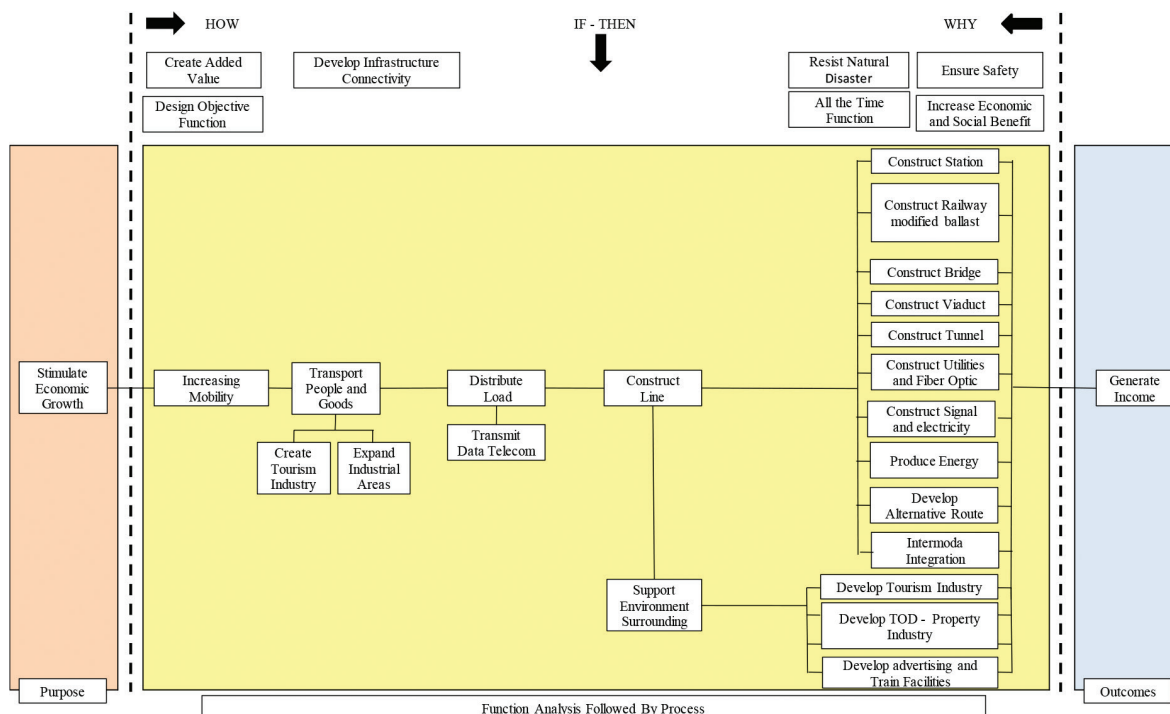 HOW
IF - THEN
WHY
Create Added
Value
Develop Infrastructure
Connectivity
Resist Natural
Disaster
Ensure Safety
Design Objective
Function
All the Time
Function
Increase Economic
and Social Benefit
Construct Station
Construct Railway
modified ballast
Construct Bridge
Construct Viaduct
Construct Tunnel
Stimulate
Economic
Growth
Increasing
Mobility
Transport
People and
Goods
Distribute
Load
Construct
Line
Construct Utilities
and Fiber Optic
Generate
Income
Create
Tourism
Industry
Expand
Industrial
Areas
Transmit
Data Telecom
Construct Signal
and electricity
Produce Energy
Develop
Alternative Route
Intermoda
Integration
Support
Environment
Surrounding
Develop Tourism Industry
Develop TOD - Property
Industry
Develop advertising and
Train Facilities
Purpose
Outcomes
Function Analysis Followed By Process